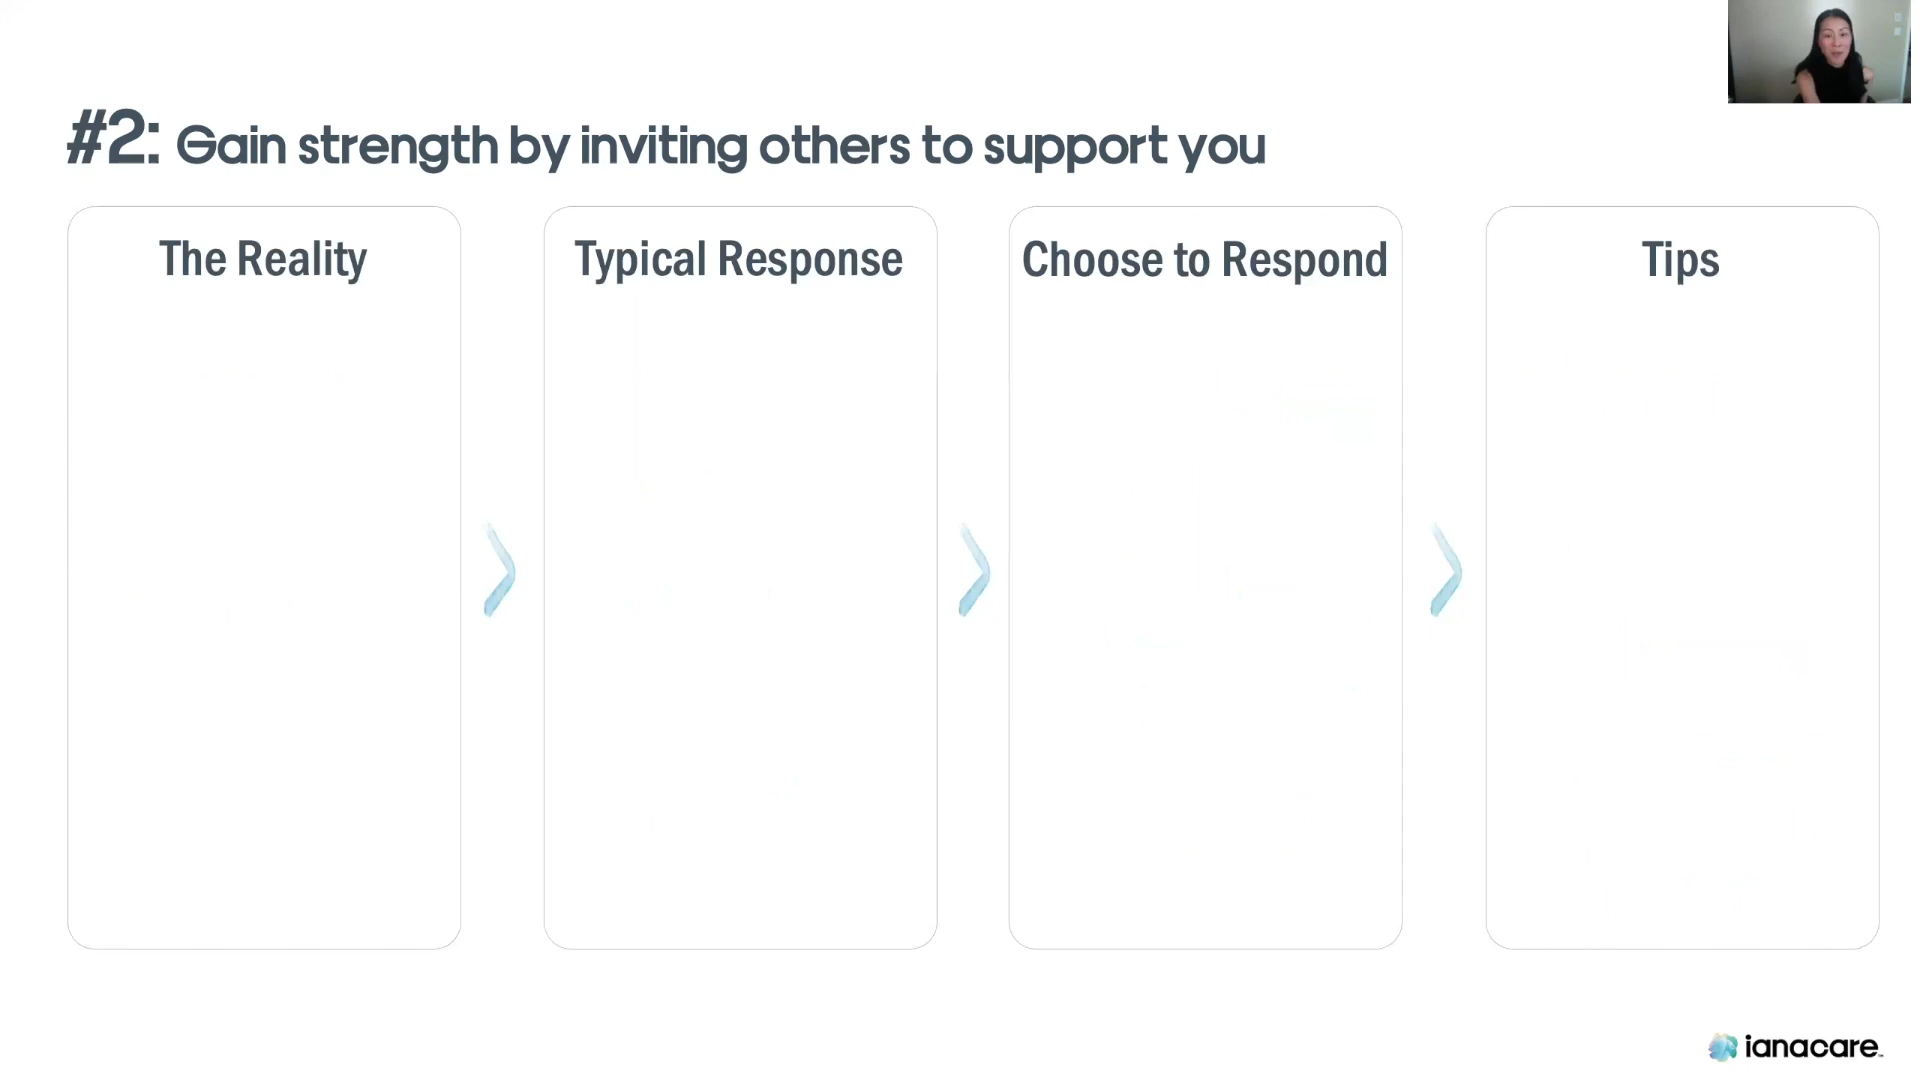 #2: Gain strength by inviting others to support you
The Reality
Typical Response
Choose to Respond
Tips
ianacare